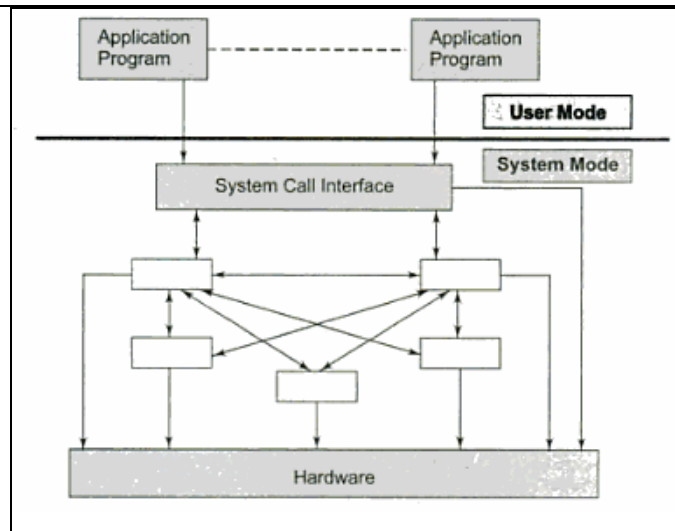 Application
Program
Application
Program
User Mode
System Mode
System Call Interface
Hardware